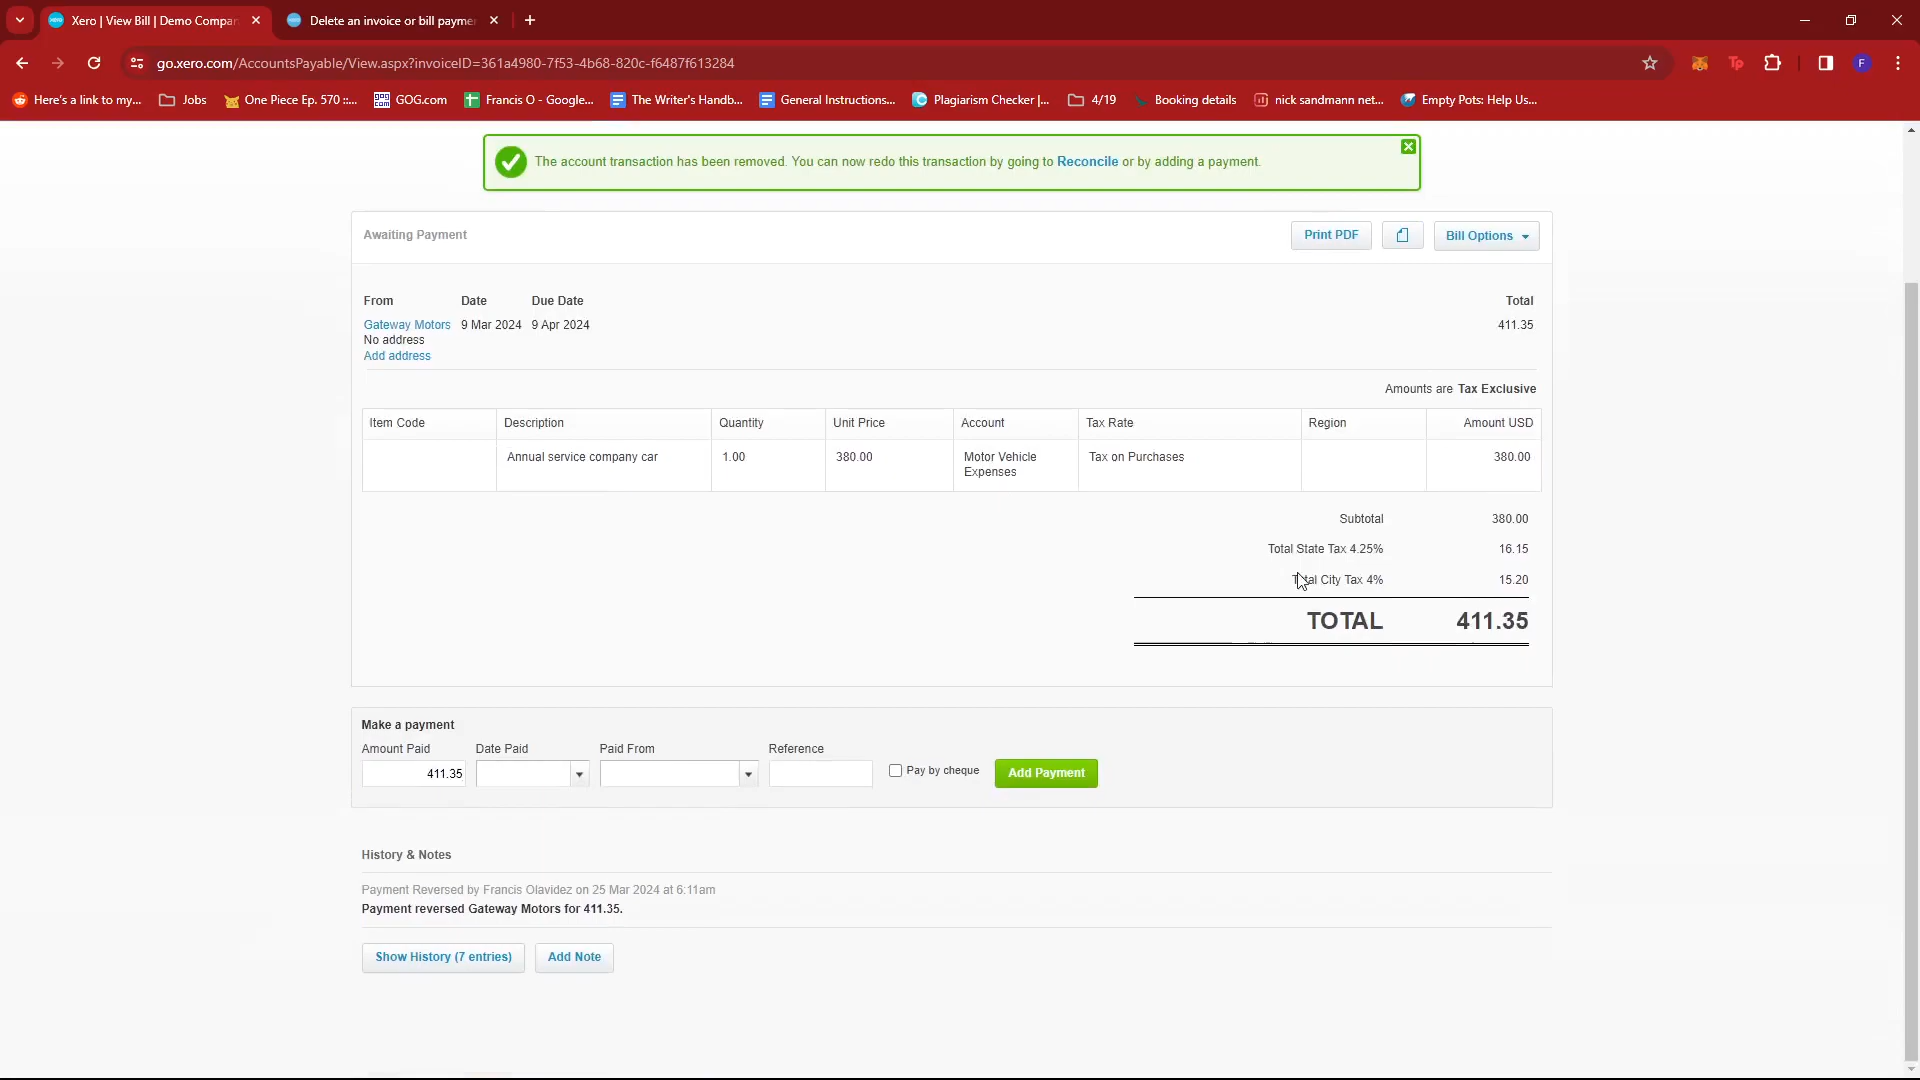 Xero | View Bill | Demo Compan
Delete an invoice or bill payme
go.xero.com/AccountsPayable/View.aspx?invoiceID=361a4980-7f53-4b68-820c-f6487f613284
Tp
F
Here's a link to my...
Jobs
One Piece Ep. 570 ::...
GOG.com
Francis O - Google...
The Writer's Handb...
General Instructions...
Plagiarism Checker |...
4/19
Booking details
nick sandmann net...
Empty Pots: Help Us...
The account transaction has been removed. You can now redo this transaction by going to Reconcile or by adding a payment.
Awaiting Payment
Print PDF
Bill Options
From Date Due Date Total
Gateway Motors 9 Mar 2024 9 Apr 2024 411.35
No address
Add address
Amounts are Tax Exclusive
Item Code Description Quantity Unit Price Account Tax Rate Region Amount USD
Annual service company car 1.00 380.00 Motor Vehicle Expenses Tax on Purchases 380.00
Subtotal 380.00
Total State Tax 4.25% 16.15
Total City Tax 4% 15.20
TOTAL 411.35
Make a payment
Amount Paid Date Paid Paid From Reference
411.35
Pay by cheque
Add Payment
History & Notes
Payment Reversed by Francis Olavidez on 25 Mar 2024 at 6:11am
Payment reversed Gateway Motors for 411.35.
Show History (7 entries)
Add Note